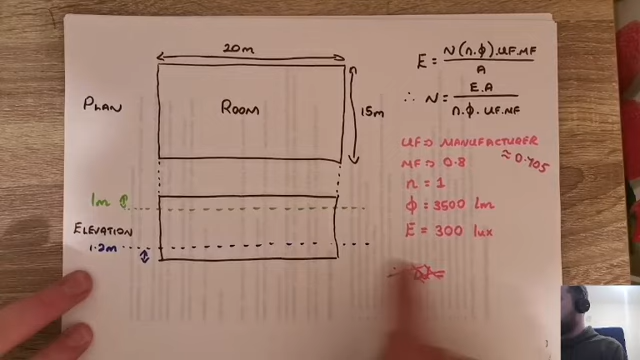 20m
PLAN
ROOM
15m
1m
ELEVATION
1.2m
E = N(n.ϕ).UF.MF / A
∴ N = E.A / n.ϕ.UF.MF
UF => MANUFACTURER ≈ 0.705
MF => 0.8
n = 1
ϕ = 3500 lm
E = 300 lux